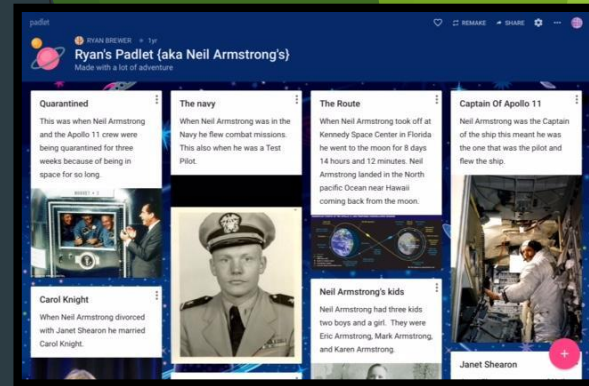 padlet
REMAKE
SHARE
RYAN BREWER + 1yr
Ryan's Padlet {aka Neil Armstrong's}
Made with a lot of adventure
Quarantined
This was when Neil Armstrong
and the Apollo 11 crew were
being quarantined for three
weeks because of being in
space for so long.
Carol Knight
When Neil Armstrong divorced
with Janet Shearon he married
Carol Knight.
The navy
When Neil Armstrong was in the
Navy he flew combat missions.
This also when he was a Test
Pilot.
The Route
When Neil Armstrong took off at
Kennedy Space Center in Florida
he went to the moon for 8 days
14 hours and 12 minutes. Neil
Armstrong landed in the North
pacific Ocean near Hawaii
coming back from the moon.
Neil Armstrong's kids
Neil Armstrong had three kids
two boys and a girl. They were
Eric Armstrong, Mark Armstrong,
and Karen Armstrong.
Captain Of Apollo 11
Neil Armstrong was the Captain
of the ship this meant he was
the one that was the pilot and
flew the ship.
Janet Shearon